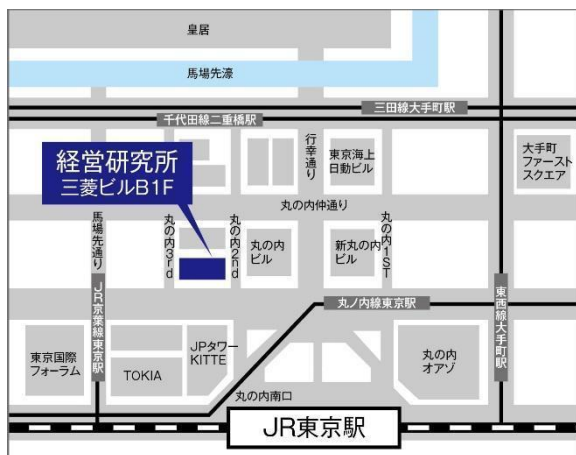 皇居
馬場先濠
三田線大手町駅
千代田線二重橋駅
経営研究所
三菱ビルB1F
行幸通り
東京海上
日動ビル
大手町
ファースト
スクエア
丸の内仲通り
馬場先通り
丸の内3rd
丸の内2nd
丸の内
ビル
新丸の内
ビル
丸の内1ST
JR京葉線東京駅
丸ノ内線東京駅
東西線大手町駅
東京国際
フォーラム
TOKIA
JPタワー
KITTE
丸の内
オアゾ
丸の内南口
JR東京駅